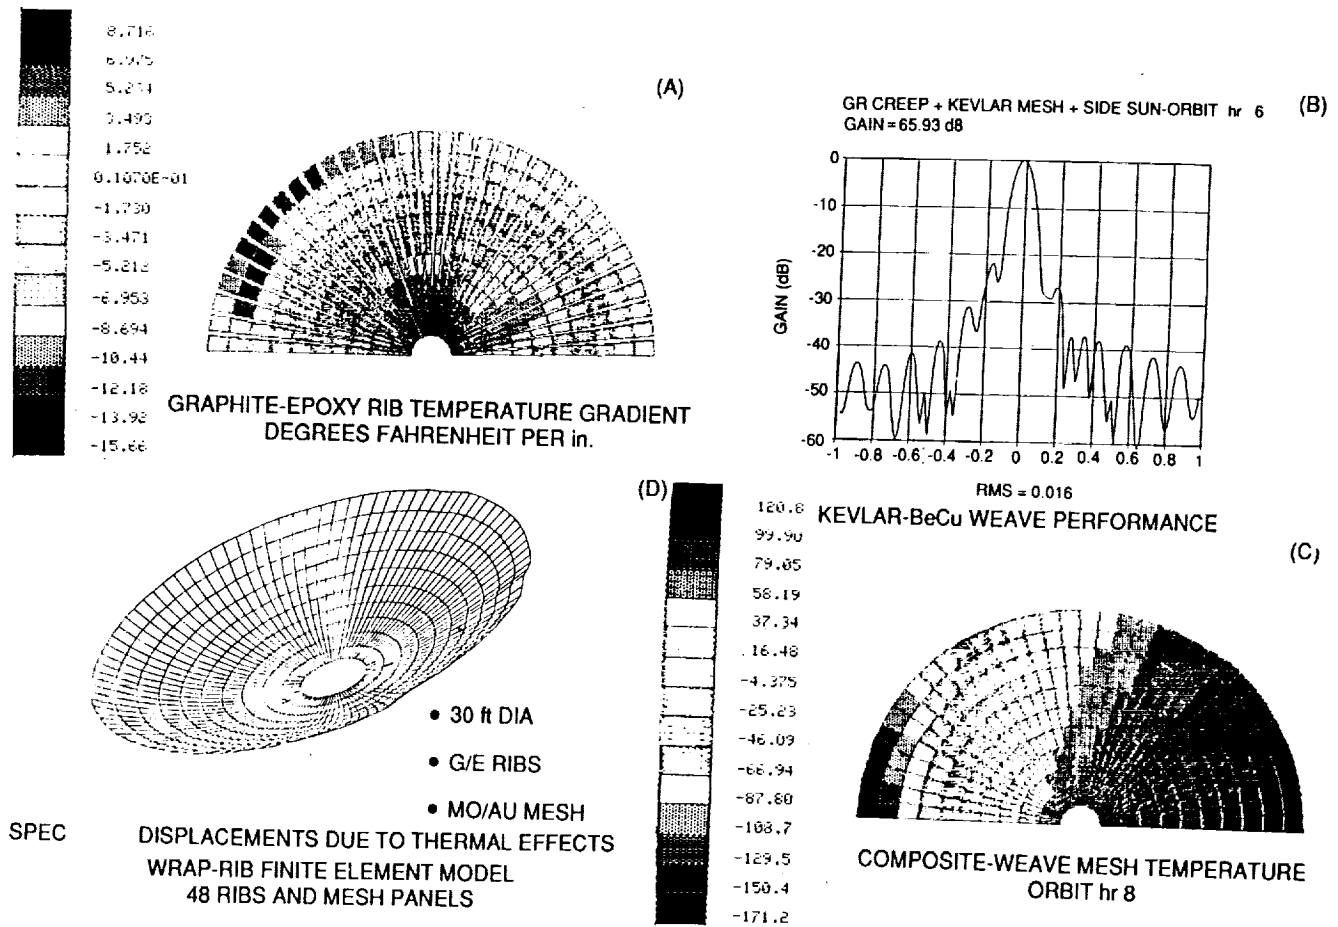 8.716
6.975
5.234
3.493
1.752
0.1070E-01
-1.730
-3.471
-5.212
-6.953
-8.694
-10.44
-12.18
-13.92
-15.66
(A)
GRAPHITE-EPOXY RIB TEMPERATURE GRADIENT
DEGREES FAHRENHEIT PER in.
(B)
GR CREEP + KEVLAR MESH + SIDE SUN-ORBIT hr 6
GAIN = 65.93 dB
GAIN (dB)
0
-10
-20
-30
-40
-50
-60
-1 -0.8 -0.6 -0.4 -0.2 0 0.2 0.4 0.6 0.8 1
RMS = 0.016
KEVLAR-BeCu WEAVE PERFORMANCE
(D)
• 30 ft DIA
• G/E RIBS
• MO/AU MESH
SPEC
DISPLACEMENTS DUE TO THERMAL EFFECTS
WRAP-RIB FINITE ELEMENT MODEL
48 RIBS AND MESH PANELS
120.8
99.90
79.05
58.19
37.34
16.48
-4.375
-25.23
-46.09
-66.94
-87.80
-108.7
-129.5
-150.4
-171.2
(C)
COMPOSITE-WEAVE MESH TEMPERATURE
ORBIT hr 8